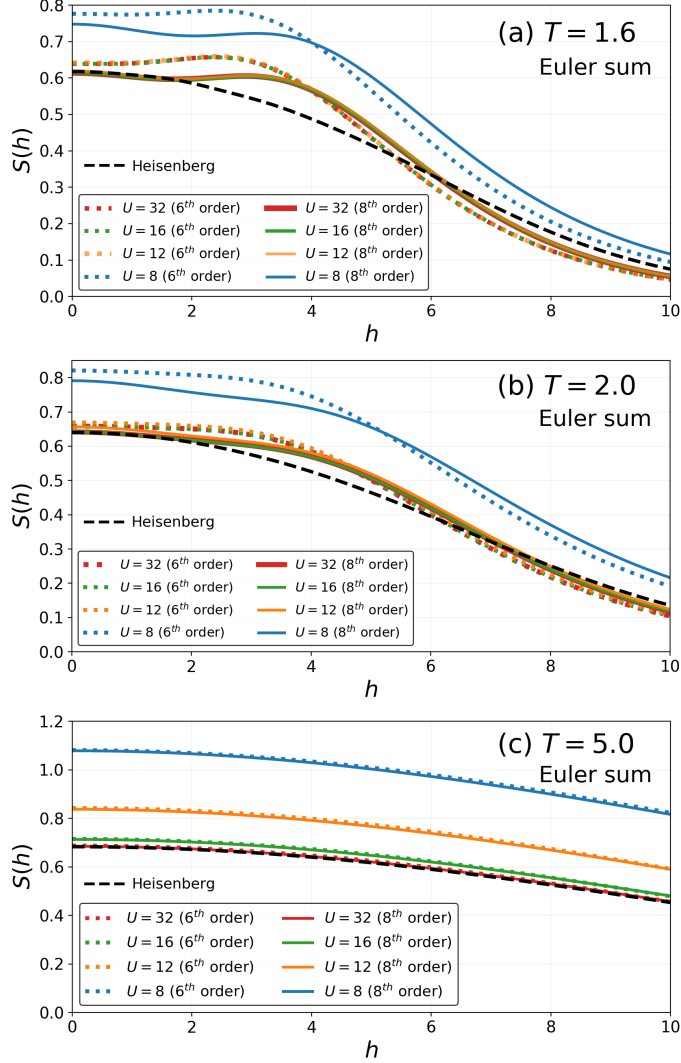 0.8
0.7
0.6
0.5
0.4
0.3
0.2
0.1
0.0
S(h)
(a) T = 1.6
Euler sum
Heisenberg
U = 32 (6th order)
U = 16 (6th order)
U = 12 (6th order)
U = 8 (6th order)
U = 32 (8th order)
U = 16 (8th order)
U = 12 (8th order)
U = 8 (8th order)
0 2 4 6 8 10
h
0.8
0.7
0.6
0.5
0.4
0.3
0.2
0.1
0.0
S(h)
(b) T = 2.0
Euler sum
Heisenberg
U = 32 (6th order)
U = 16 (6th order)
U = 12 (6th order)
U = 8 (6th order)
U = 32 (8th order)
U = 16 (8th order)
U = 12 (8th order)
U = 8 (8th order)
0 2 4 6 8 10
h
1.2
1.0
0.8
0.6
0.4
0.2
0.0
S(h)
(c) T = 5.0
Euler sum
Heisenberg
U = 32 (6th order)
U = 16 (6th order)
U = 12 (6th order)
U = 8 (6th order)
U = 32 (8th order)
U = 16 (8th order)
U = 12 (8th order)
U = 8 (8th order)
0 2 4 6 8 10
h